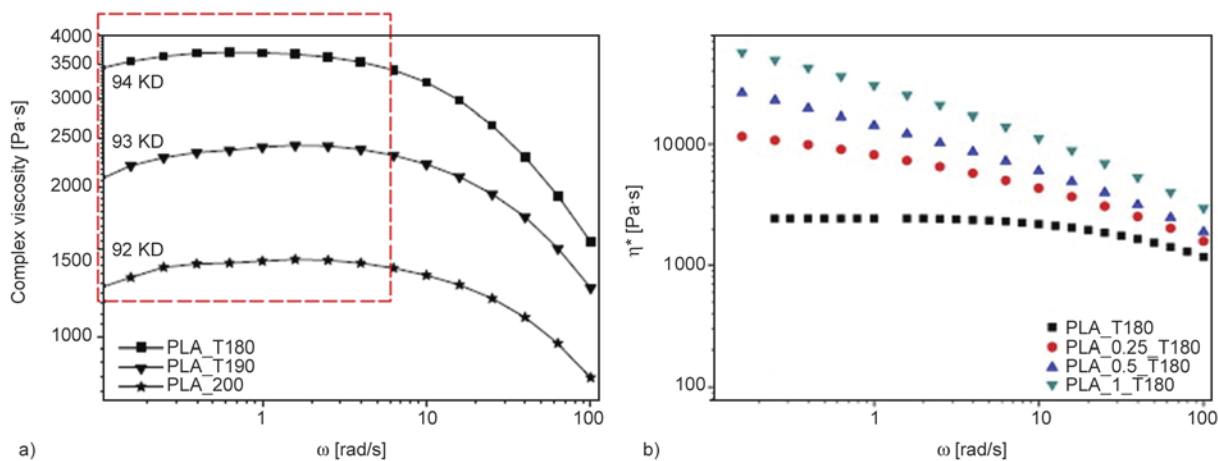 4000
3500
3000
2500
2000
1500
1000
Complex viscosity [Pa·s]
94 KD
93 KD
92 KD
PLA_T180
PLA_T190
PLA_200
1
10
100
a)
ω [rad/s]
10000
1000
100
η* [Pa·s]
PLA_T180
PLA_0.25_T180
PLA_0.5_T180
PLA_1_T180
1
10
100
b)
ω [rad/s]